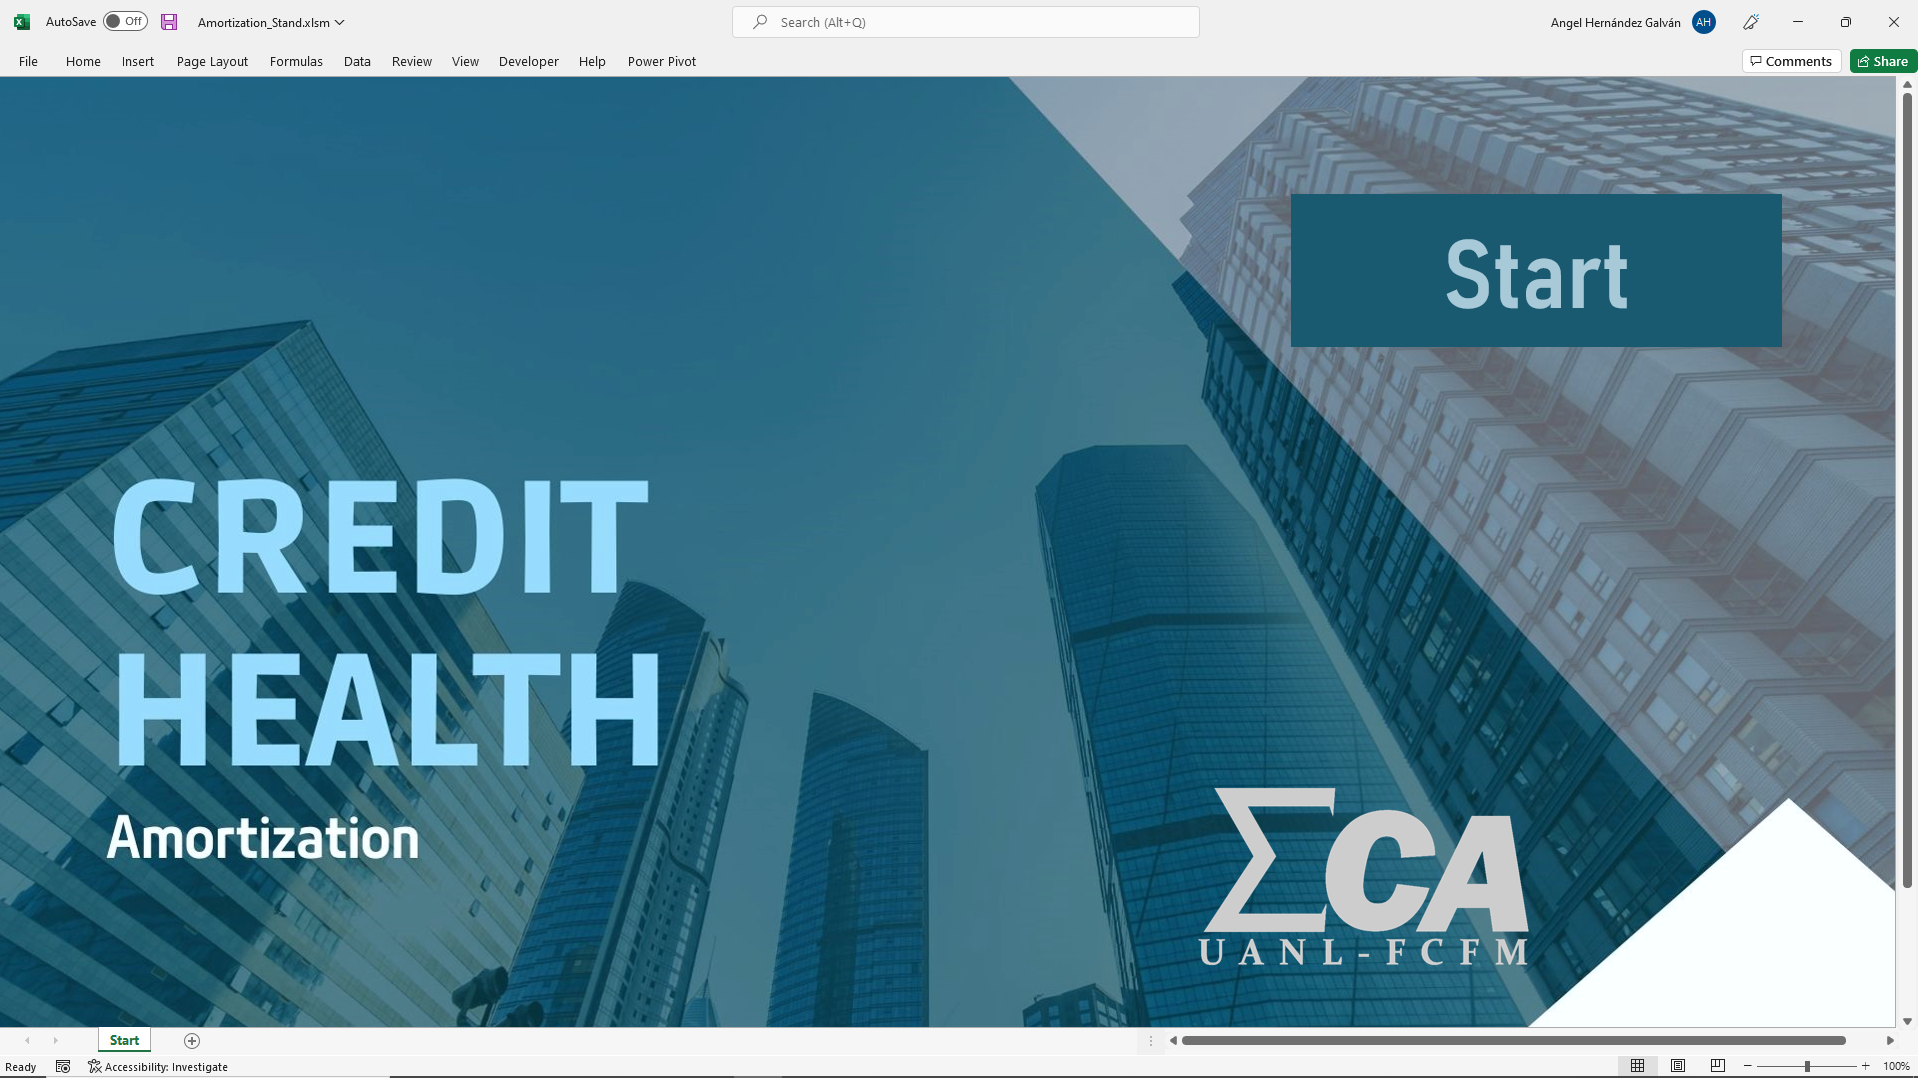 AutoSave Off Amortization_Stand.xlsm Search (Alt+Q) Angel Hernández Galván AH
File Home Insert Page Layout Formulas Data Review View Developer Help Power Pivot Comments Share
Start
CREDIT
HEALTH
Amortization
ΣCA
UANL-FCFM
Start
Ready Accessibility: Investigate 100%